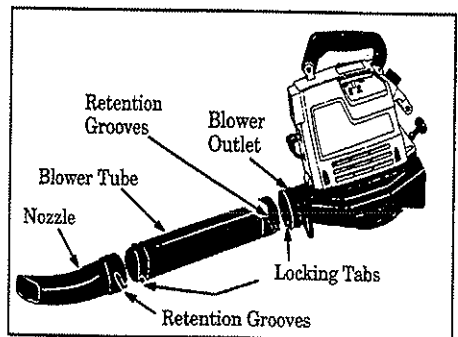 Retention
Grooves
Blower
Outlet
Blower Tube
Nozzle
Locking Tabs
Retention Grooves